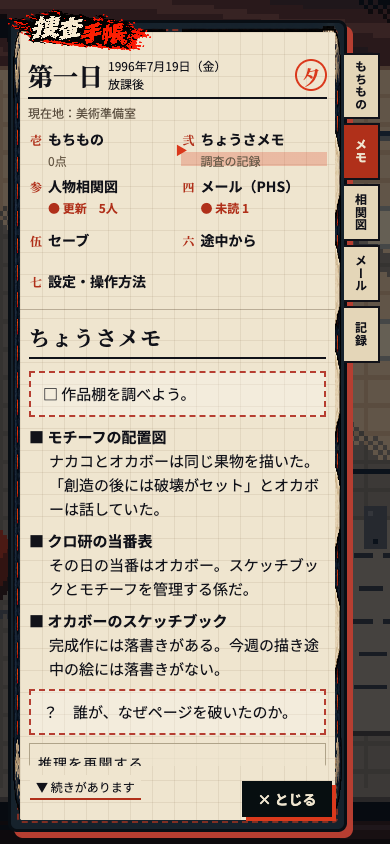 捜査手帳
第一日
1996年7月19日（金）
放課後
夕
現在地：美術準備室
壱 もちもの
0点
弐 ちょうさメモ
調査の記録
参 人物相関図
● 更新 5人
四 メール（PHS）
● 未読 1
伍 セーブ
六 途中から
七 設定・操作方法
ちょうさメモ
□ 作品棚を調べよう。
■ モチーフの配置図
ナカコとオカボーは同じ果物を描いた。
「創造の後には破壊がセット」とオカボ
ーは話していた。
■ クロ研の当番表
その日の当番はオカボー。スケッチブッ
クとモチーフを管理する係だ。
■ オカボーのスケッチブック
完成作には落書きがある。今週の描き途
中の絵には落書きがない。
？ 誰が、なぜページを破いたのか。
推理を再開する
▼ 続きがあります
× とじる
もちもの
メモ
相関図
メール
記録